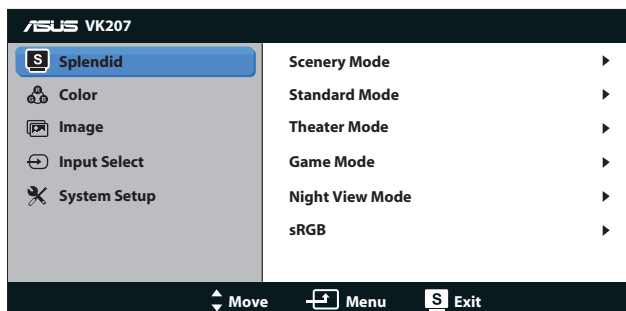 ASUS VK207
S Splendid
R G B Color
Image
Input Select
System Setup
Scenery Mode
Standard Mode
Theater Mode
Game Mode
Night View Mode
sRGB
Move Menu S Exit